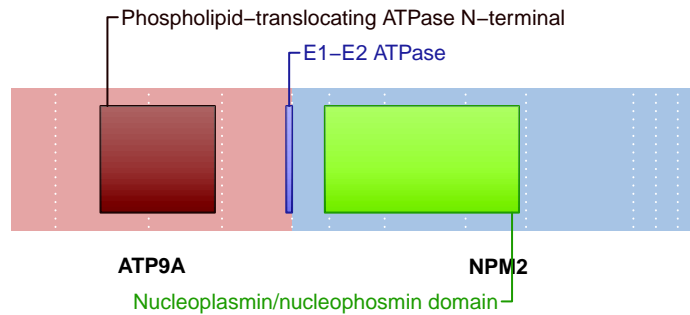 Phospholipid−translocating ATPase N−terminal
E1−E2 ATPase
ATP9A
NPM2
Nucleoplasmin/nucleophosmin domain